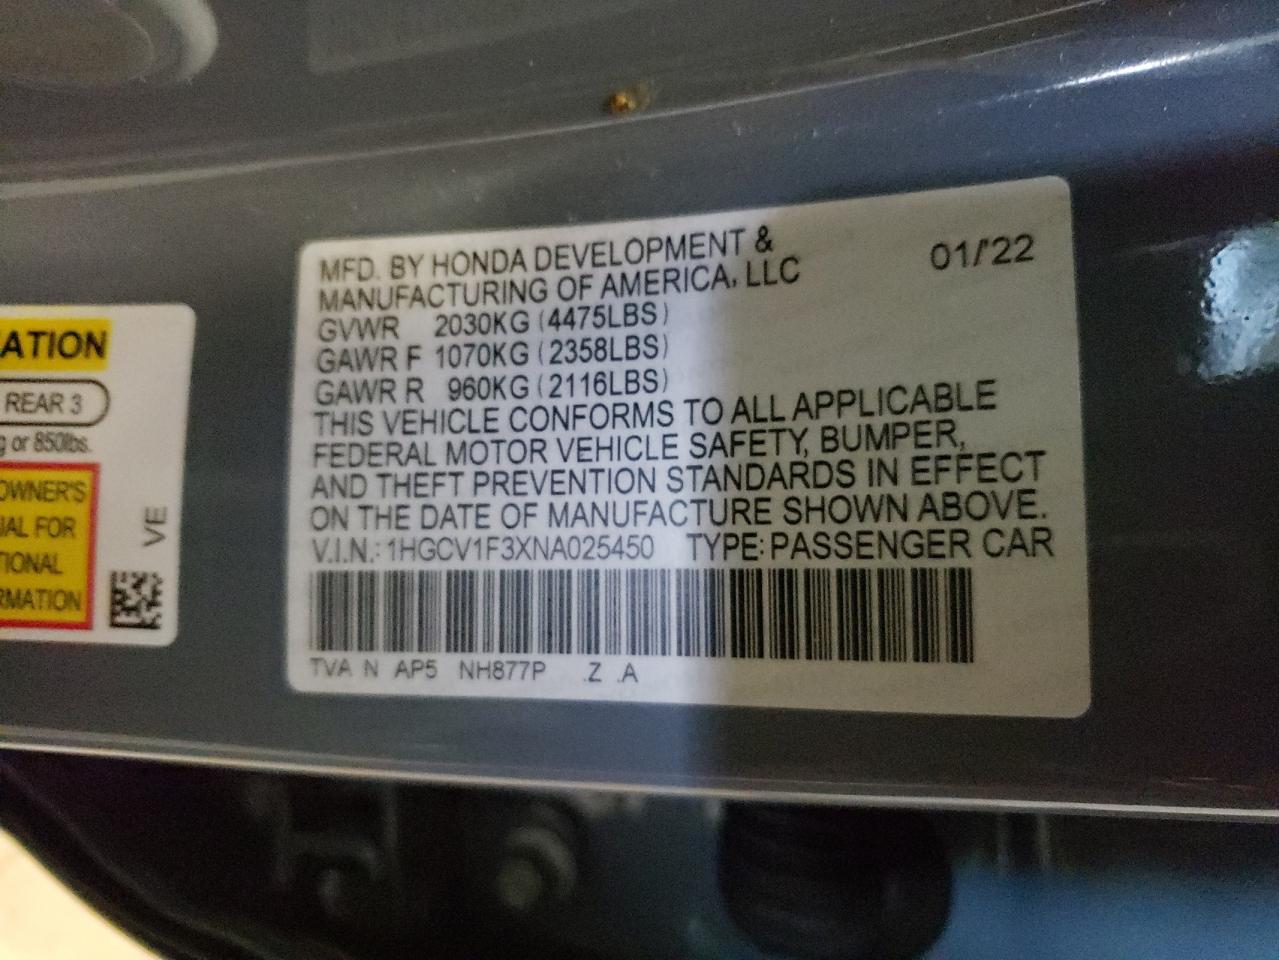 MFD. BY HONDA DEVELOPMENT &
MANUFACTURING OF AMERICA, LLC 01/'22
GVWR 2030KG (4475LBS)
GAWR F 1070KG (2358LBS)
GAWR R 960KG (2116LBS)
THIS VEHICLE CONFORMS TO ALL APPLICABLE
FEDERAL MOTOR VEHICLE SAFETY, BUMPER,
AND THEFT PREVENTION STANDARDS IN EFFECT
ON THE DATE OF MANUFACTURE SHOWN ABOVE.
V.I.N.: 1HGCV1F3XNA025450 TYPE: PASSENGER CAR
TVA N AP5 NH877P .Z .A
ATION
REAR 3
g or 850lbs.
OWNER'S
IAL FOR
TIONAL
RMATION
VE